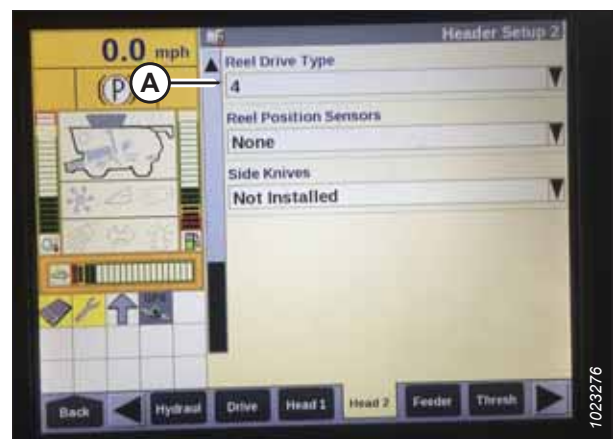 0.0 mph
Header Setup 2
A
(P)
Reel Drive Type
4
Reel Position Sensors
None
Side Knives
Not Installed
GPS
Back
Hydraul
Drive
Head 1
Head 2
Feeder
Thresh
1023276